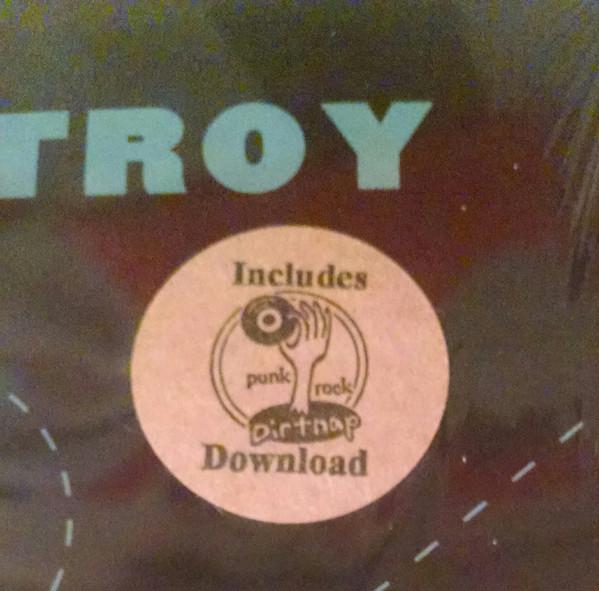 TROY
Includes
punk rock
Dirtnap
Download